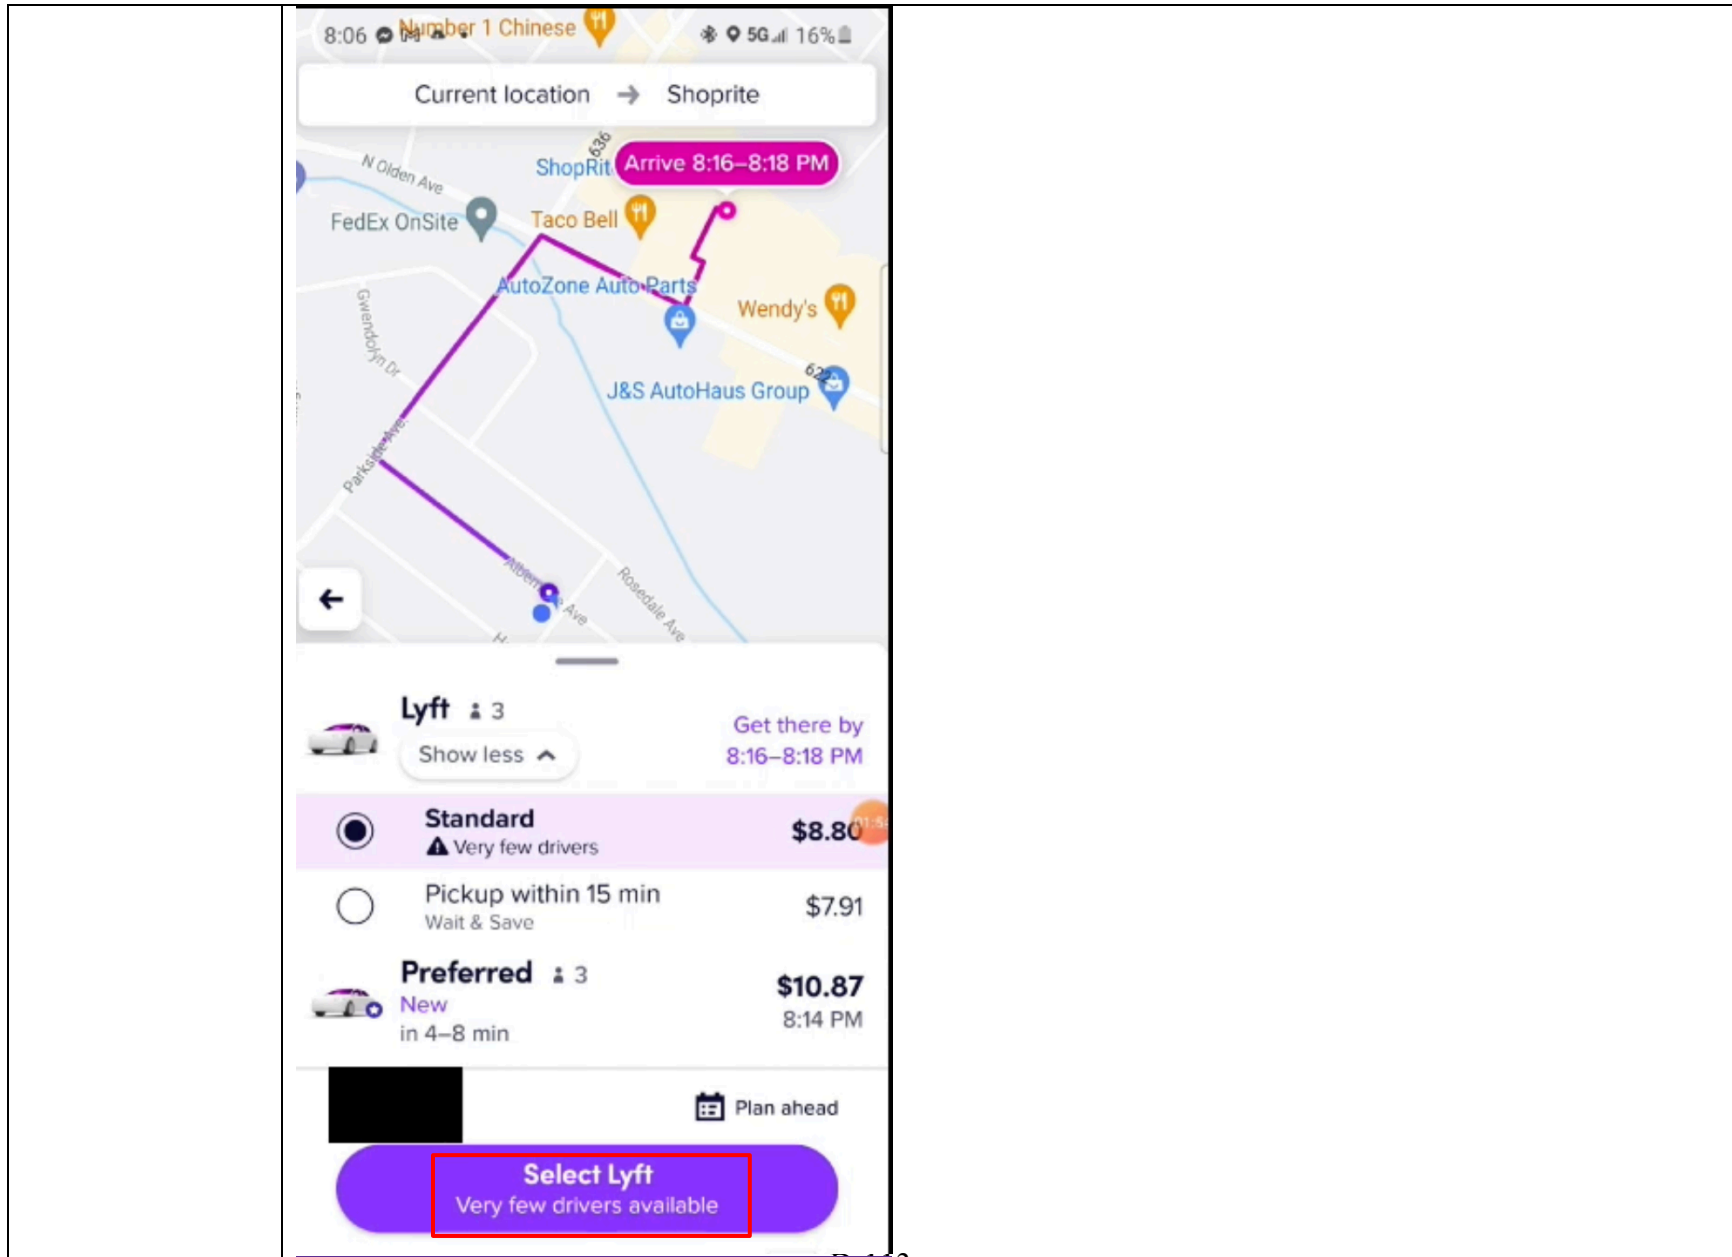 8:06
Number 1 Chinese
5G 16%
Current location → Shoprite
636
N Olden Ave
ShopRit
Arrive 8:16–8:18 PM
FedEx OnSite
Taco Bell
AutoZone Auto Parts
Gwendolyn Dr
Wendy's
622
J&S AutoHaus Group
Parkside Ave
Rosedale Ave
Ave
Lyft 3
Get there by
Show less
8:16–8:18 PM
Standard
$8.80
Very few drivers
Pickup within 15 min
$7.91
Wait & Save
Preferred 3
$10.87
New
8:14 PM
in 4–8 min
Plan ahead
Select Lyft
Very few drivers available